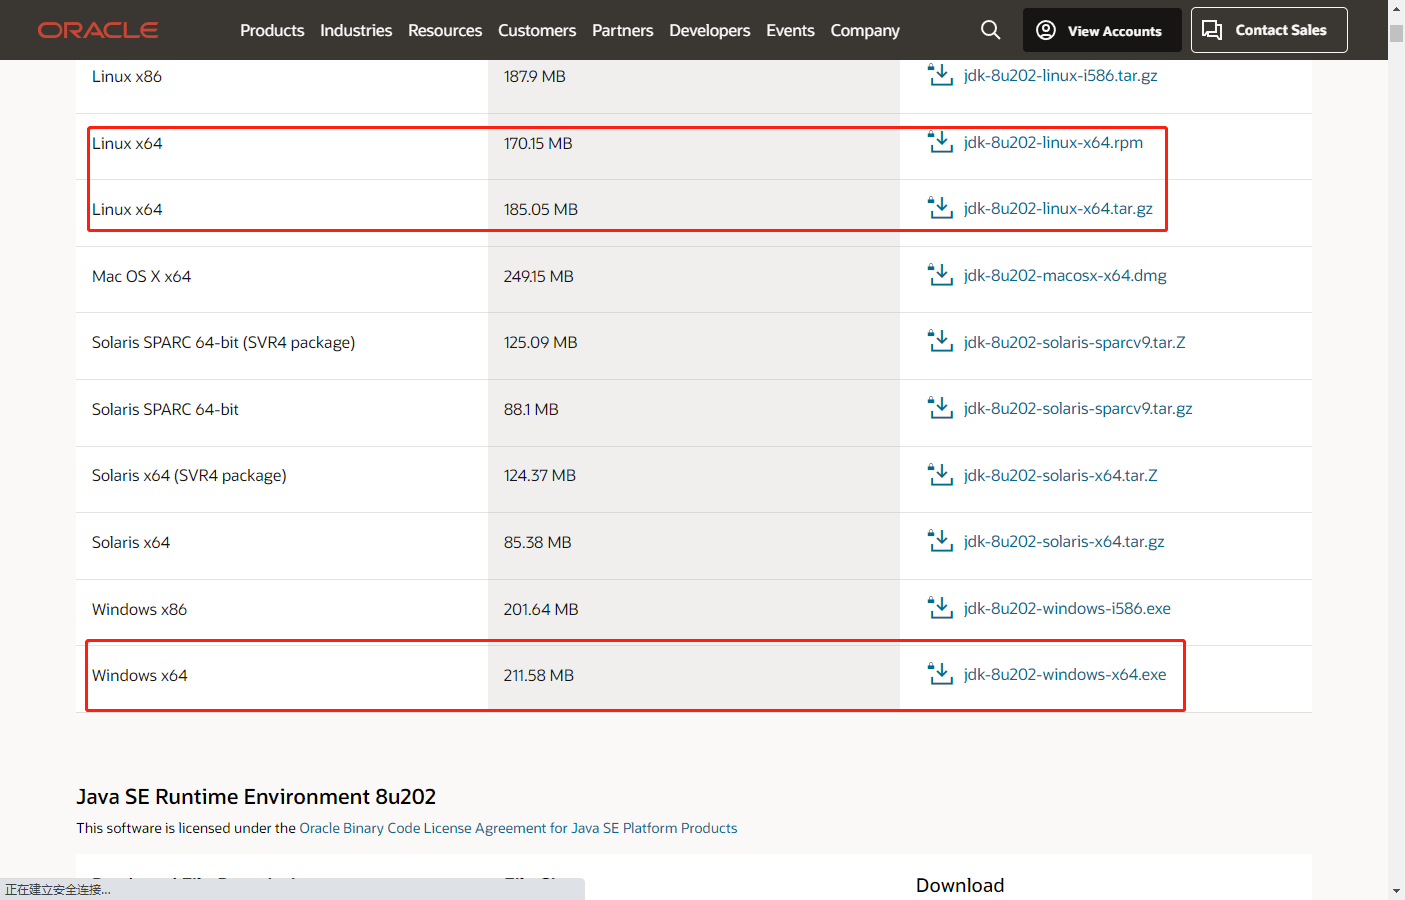 ORACLE Products Industries Resources Customers Partners Developers Events Company View Accounts Contact Sales
Linux x86 187.9 MB jdk-8u202-linux-i586.tar.gz
Linux x64 170.15 MB jdk-8u202-linux-x64.rpm
Linux x64 185.05 MB jdk-8u202-linux-x64.tar.gz
Mac OS X x64 249.15 MB jdk-8u202-macosx-x64.dmg
Solaris SPARC 64-bit (SVR4 package) 125.09 MB jdk-8u202-solaris-sparcv9.tar.Z
Solaris SPARC 64-bit 88.1 MB jdk-8u202-solaris-sparcv9.tar.gz
Solaris x64 (SVR4 package) 124.37 MB jdk-8u202-solaris-x64.tar.Z
Solaris x64 85.38 MB jdk-8u202-solaris-x64.tar.gz
Windows x86 201.64 MB jdk-8u202-windows-i586.exe
Windows x64 211.58 MB jdk-8u202-windows-x64.exe
Java SE Runtime Environment 8u202
This software is licensed under the Oracle Binary Code License Agreement for Java SE Platform Products
Download
正在建立安全连接...